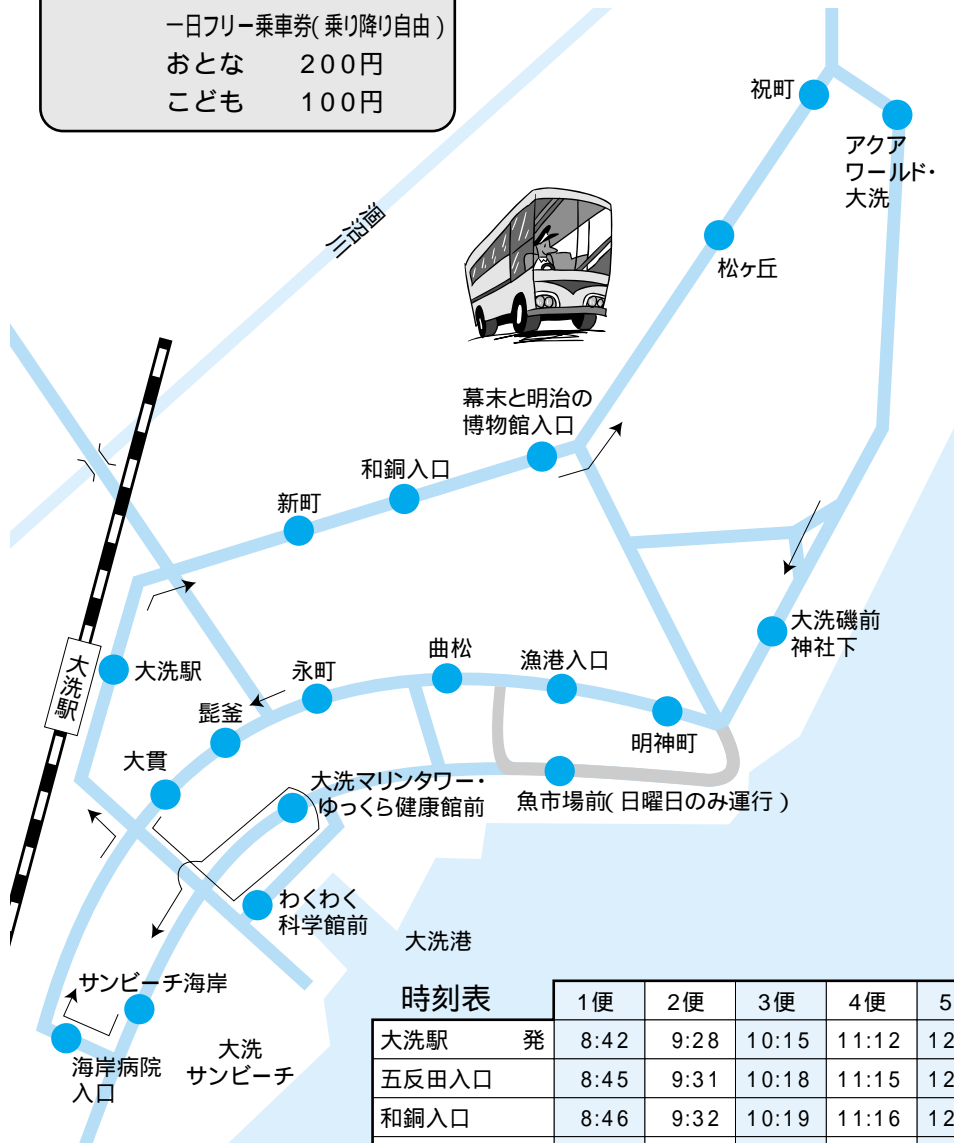 一日フリー乗車券(乗り降り自由)
おとな 200円
こども 100円
祝町
アクア
ワールド・
大洗
涸沼川
松ヶ丘
幕末と明治の
博物館入口
和銅入口
新町
大洗磯前
神社下
大洗駅
大洗駅
永町
曲松
漁港入口
髭釜
明神町
大貫
大洗マリンタワー・
ゆっくら健康館前
魚市場前(日曜日のみ運行)
わくわく
科学館前
大洗港
サンビーチ海岸
海岸病院
入口
大洗
サンビーチ
時刻表 1便 2便 3便 4便 5
大洗駅 発 8:42 9:28 10:15 11:12 12
五反田入口 8:45 9:31 10:18 11:15 12
和銅入口 8:46 9:32 10:19 11:16 12